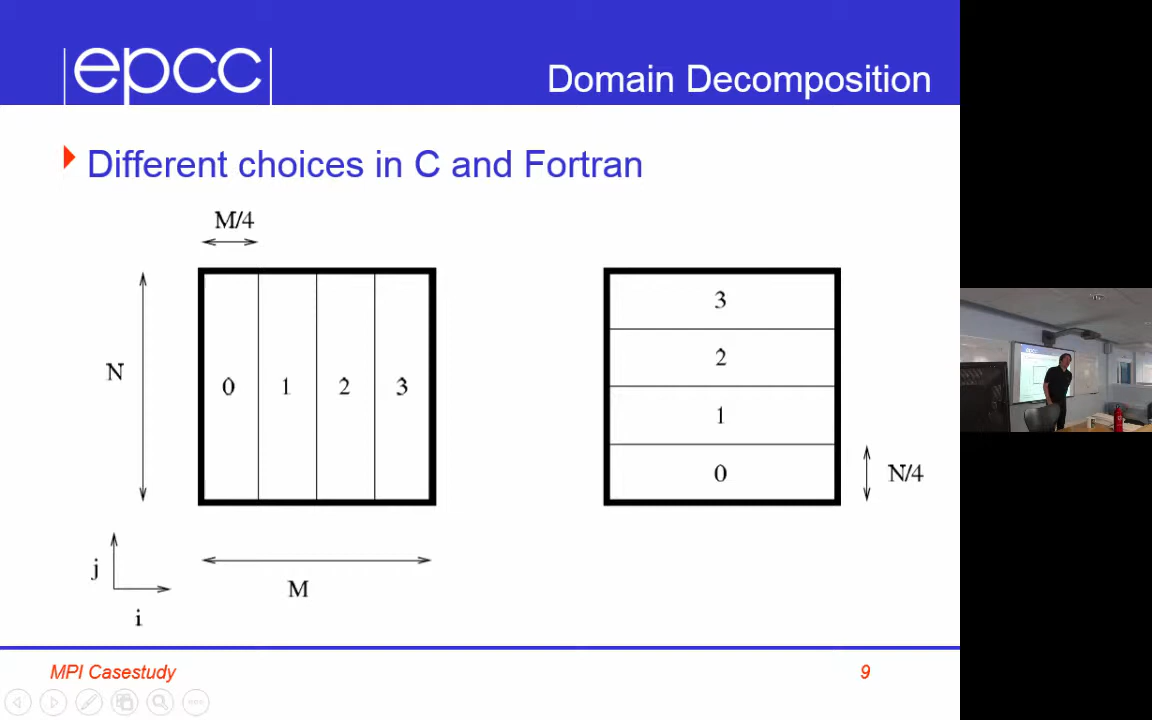 epcc
Domain Decomposition
Different choices in C and Fortran
M/4
N
0 1 2 3
M
j
i
3
2
1
0
N/4
MPI Casestudy
9
epcc